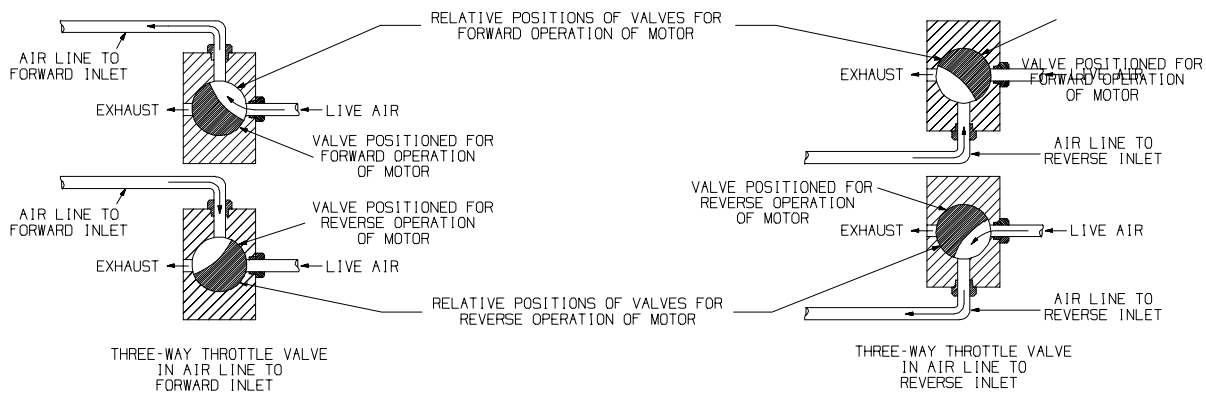 RELATIVE POSITIONS OF VALVES FOR
FORWARD OPERATION OF MOTOR
AIR LINE TO
FORWARD INLET
EXHAUST
LIVE AIR
VALVE POSITIONED FOR
FORWARD OPERATION
OF MOTOR
EXHAUST
LIVE AIR
VALVE POSITIONED FOR
FORWARD OPERATION
OF MOTOR
AIR LINE TO
REVERSE INLET
AIR LINE TO
FORWARD INLET
VALVE POSITIONED FOR
REVERSE OPERATION
OF MOTOR
EXHAUST
LIVE AIR
VALVE POSITIONED FOR
REVERSE OPERATION
OF MOTOR
EXHAUST
LIVE AIR
RELATIVE POSITIONS OF VALVES FOR
REVERSE OPERATION OF MOTOR
AIR LINE TO
REVERSE INLET
THREE-WAY THROTTLE VALVE
IN AIR LINE TO
FORWARD INLET
THREE-WAY THROTTLE VALVE
IN AIR LINE TO
REVERSE INLET